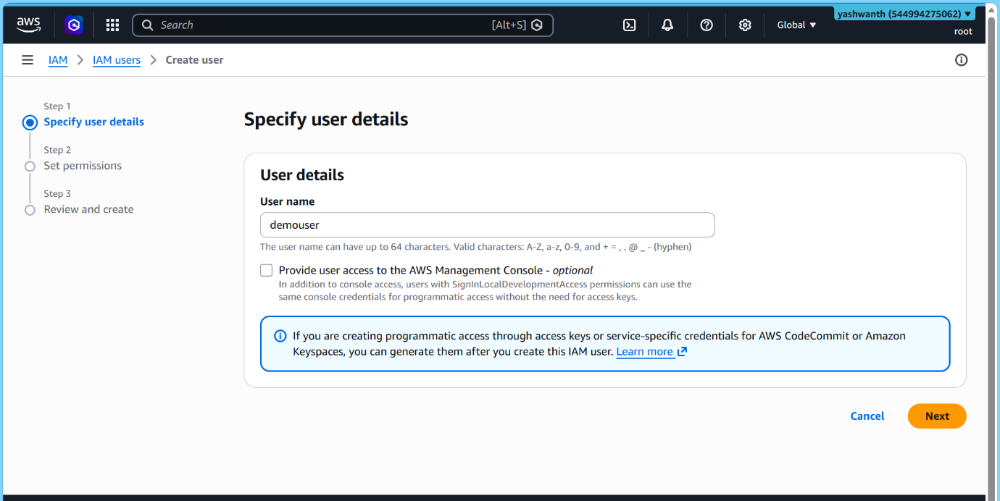 aws
Search [Alt+S]
Global
yashwanth (544994275062)
root
IAM
IAM users
Create user
Step 1
Specify user details
Step 2
Set permissions
Step 3
Review and create
Specify user details
User details
User name
demouser
The user name can have up to 64 characters. Valid characters: A-Z, a-z, 0-9, and + = , . @ _ - (hyphen)
Provide user access to the AWS Management Console - optional
In addition to console access, users with SignInLocalDevelopmentAccess permissions can use the
same console credentials for programmatic access without the need for access keys.
If you are creating programmatic access through access keys or service-specific credentials for AWS CodeCommit or Amazon
Keyspaces, you can generate them after you create this IAM user. Learn more
Cancel
Next